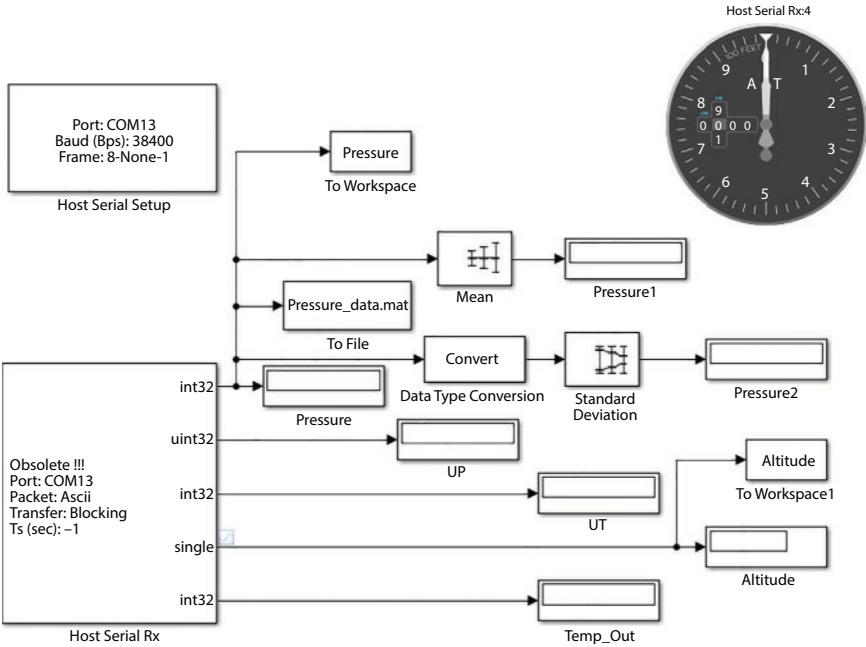 Host Serial Rx:4
100 FEET
9
1
A T
8
9
2
0 0 0 0
7
1
3
6
4
5
Port: COM13
Baud (Bps): 38400
Frame: 8-None-1
Host Serial Setup
Pressure
To Workspace
Mean
Pressure1
Pressure_data.mat
To File
Convert
Data Type Conversion
Standard
Deviation
Pressure2
int32
Pressure
uint32
UP
Obsolete !!!
Port: COM13
Packet: Ascii
Transfer: Blocking
Ts (sec): –1
int32
UT
Altitude
To Workspace1
single
Altitude
int32
Temp_Out
Host Serial Rx